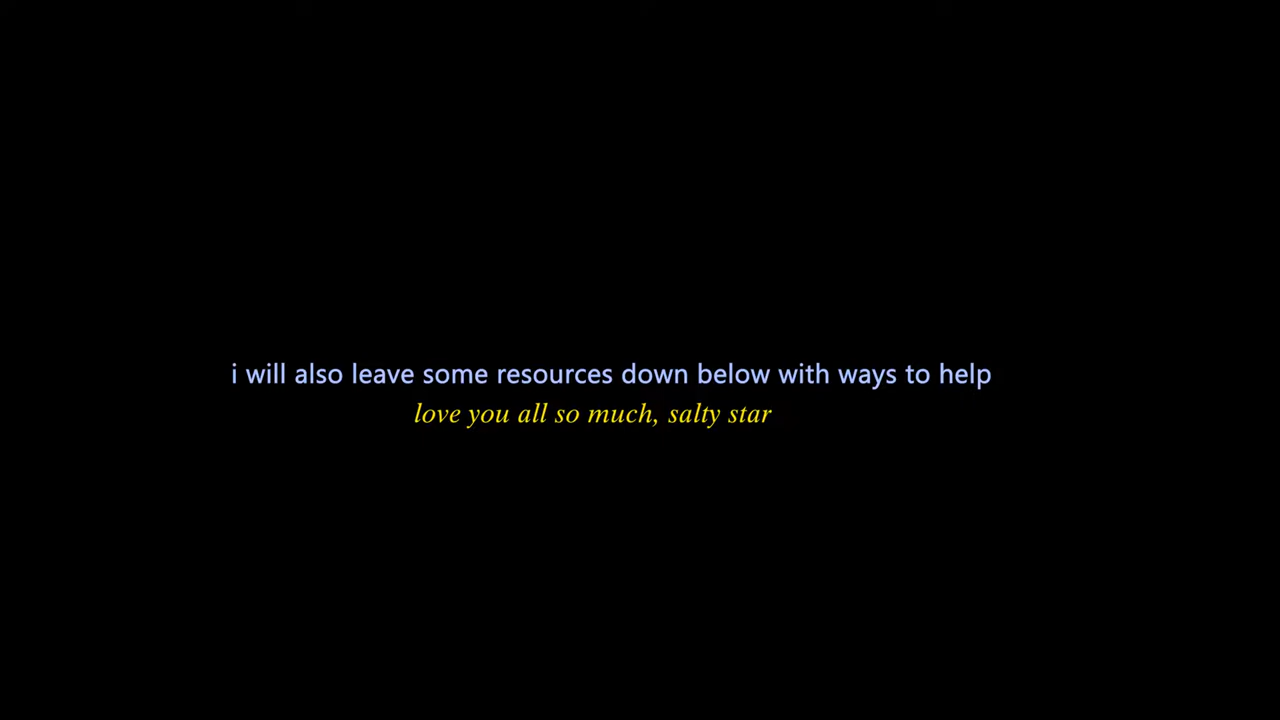 i will also leave some resources down below with ways to help
love you all so much, salty star